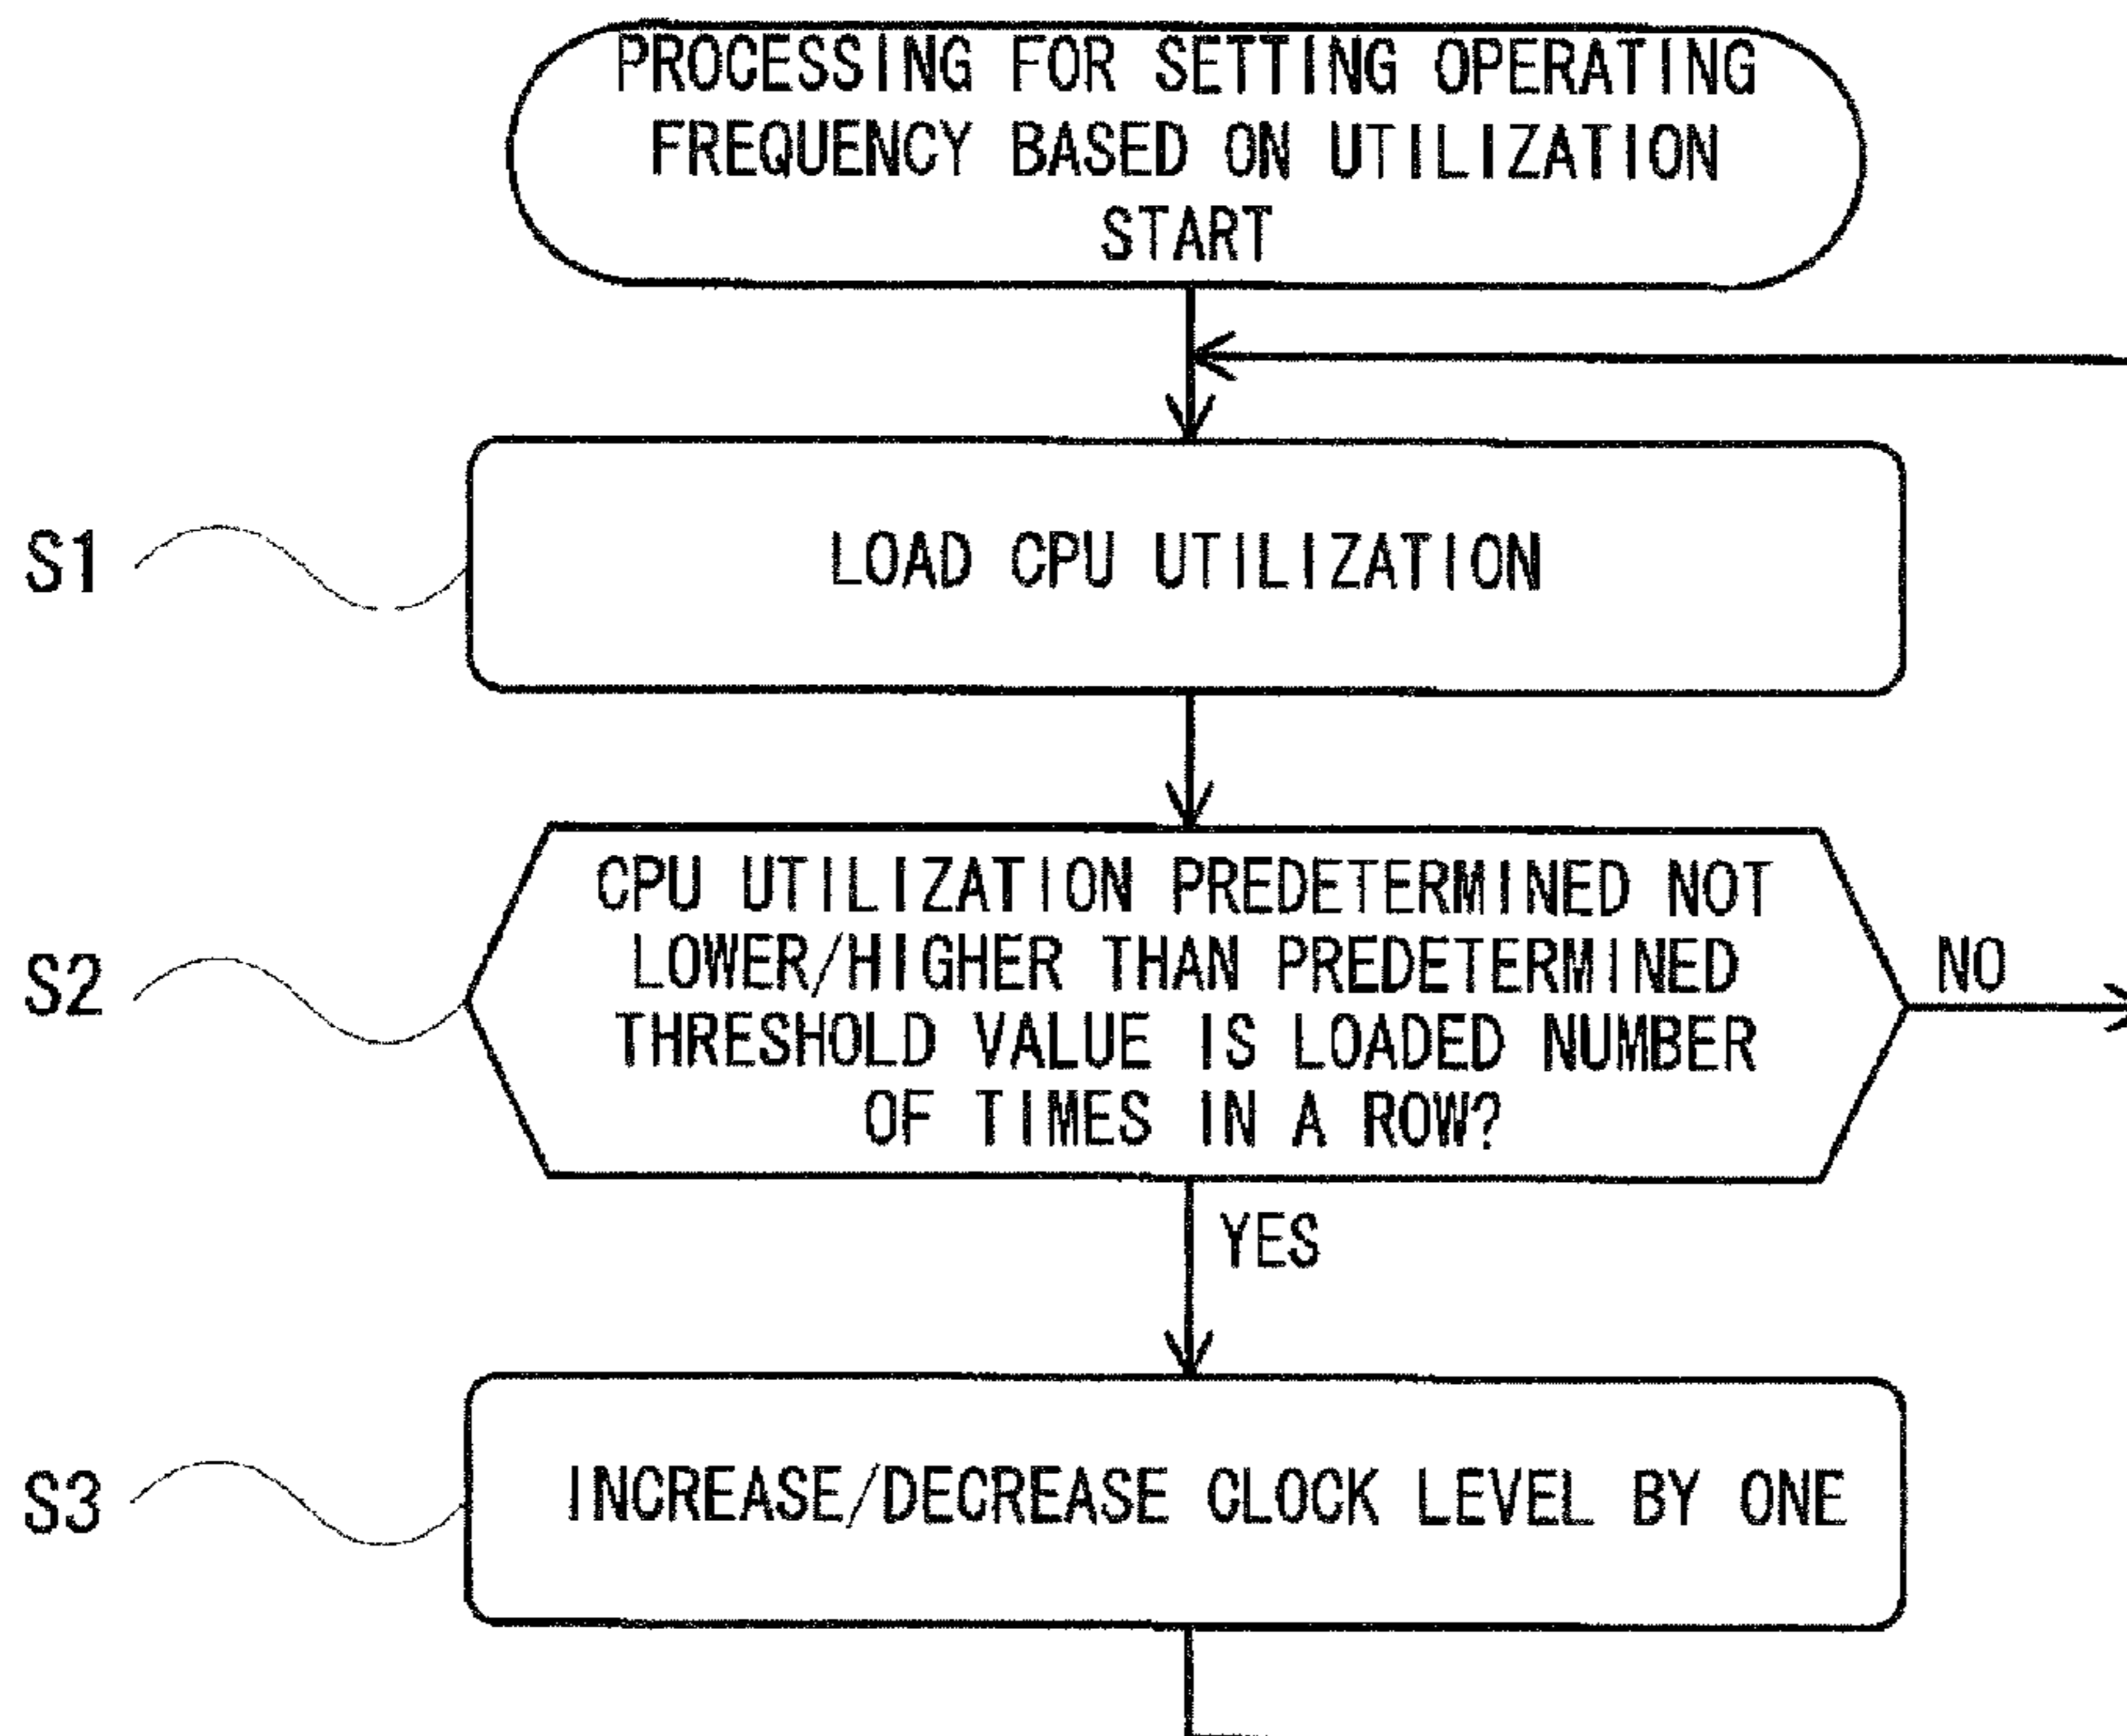 PROCESSING FOR SETTING OPERATING
FREQUENCY BASED ON UTILIZATION
START
S1
LOAD CPU UTILIZATION
S2
CPU UTILIZATION PREDETERMINED NOT
LOWER/HIGHER THAN PREDETERMINED
THRESHOLD VALUE IS LOADED NUMBER
OF TIMES IN A ROW?
NO
YES
S3
INCREASE/DECREASE CLOCK LEVEL BY ONE